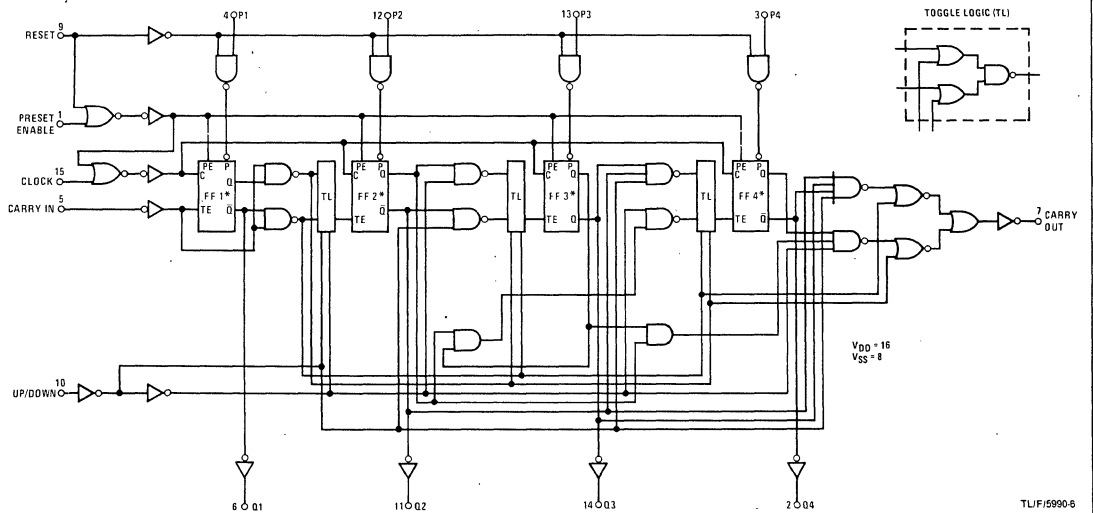 4 P1
12 P2
13 P3
3 P4
TOGGLE LOGIC (TL)
RESET 9
PRESET 1
ENABLE
CLOCK 15
CARRY IN 5
PE P
C Q
FF 1*
TE Q̅
TL
PE P
C Q
FF 2*
TE Q̅
TL
PE P
C Q
FF 3*
TE Q̅
TL
PE P
C Q
FF 4*
TE Q̅
7 CARRY
OUT
VDD = 16
VSS = 8
UP/DOWN 10
6 Q1
11 Q2
14 Q3
2 Q4
TL/F/5990-6